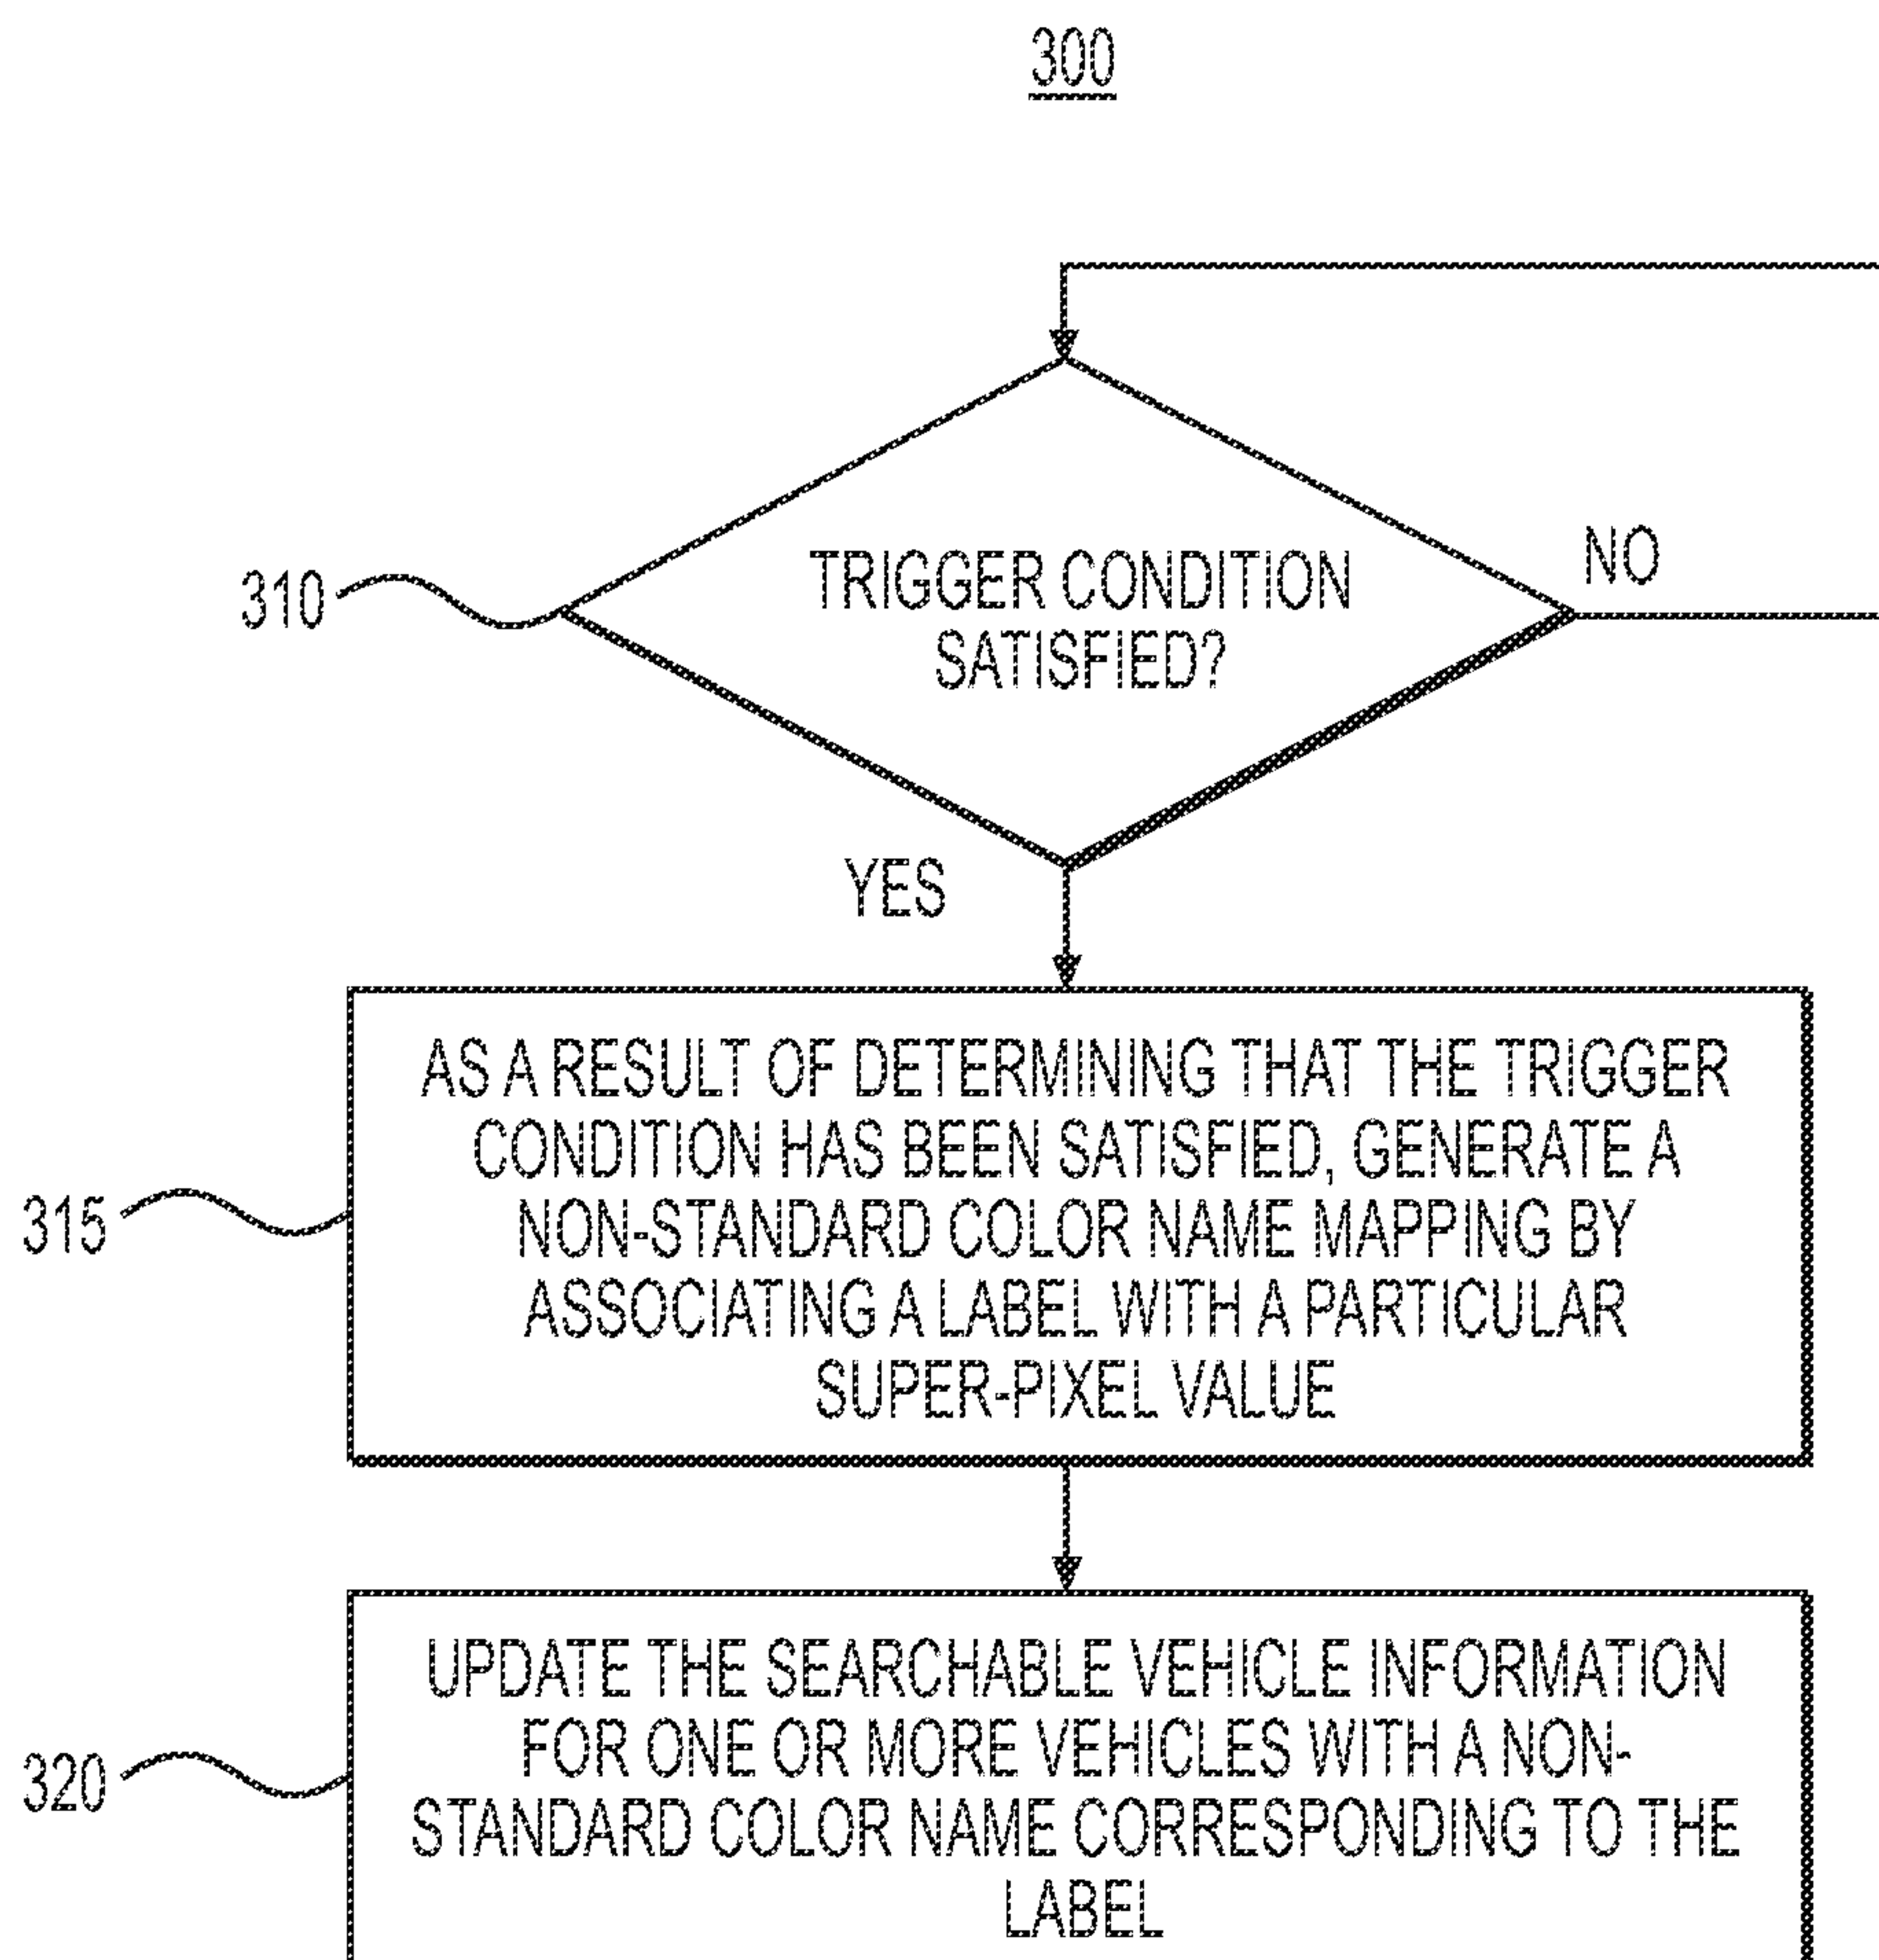 300
310
TRIGGER CONDITION
SATISFIED?
NO
YES
315
AS A RESULT OF DETERMINING THAT THE TRIGGER
CONDITION HAS BEEN SATISFIED, GENERATE A
NON-STANDARD COLOR NAME MAPPING BY
ASSOCIATING A LABEL WITH A PARTICULAR
SUPER-PIXEL VALUE
320
UPDATE THE SEARCHABLE VEHICLE INFORMATION
FOR ONE OR MORE VEHICLES WITH A NON-
STANDARD COLOR NAME CORRESPONDING TO THE
LABEL